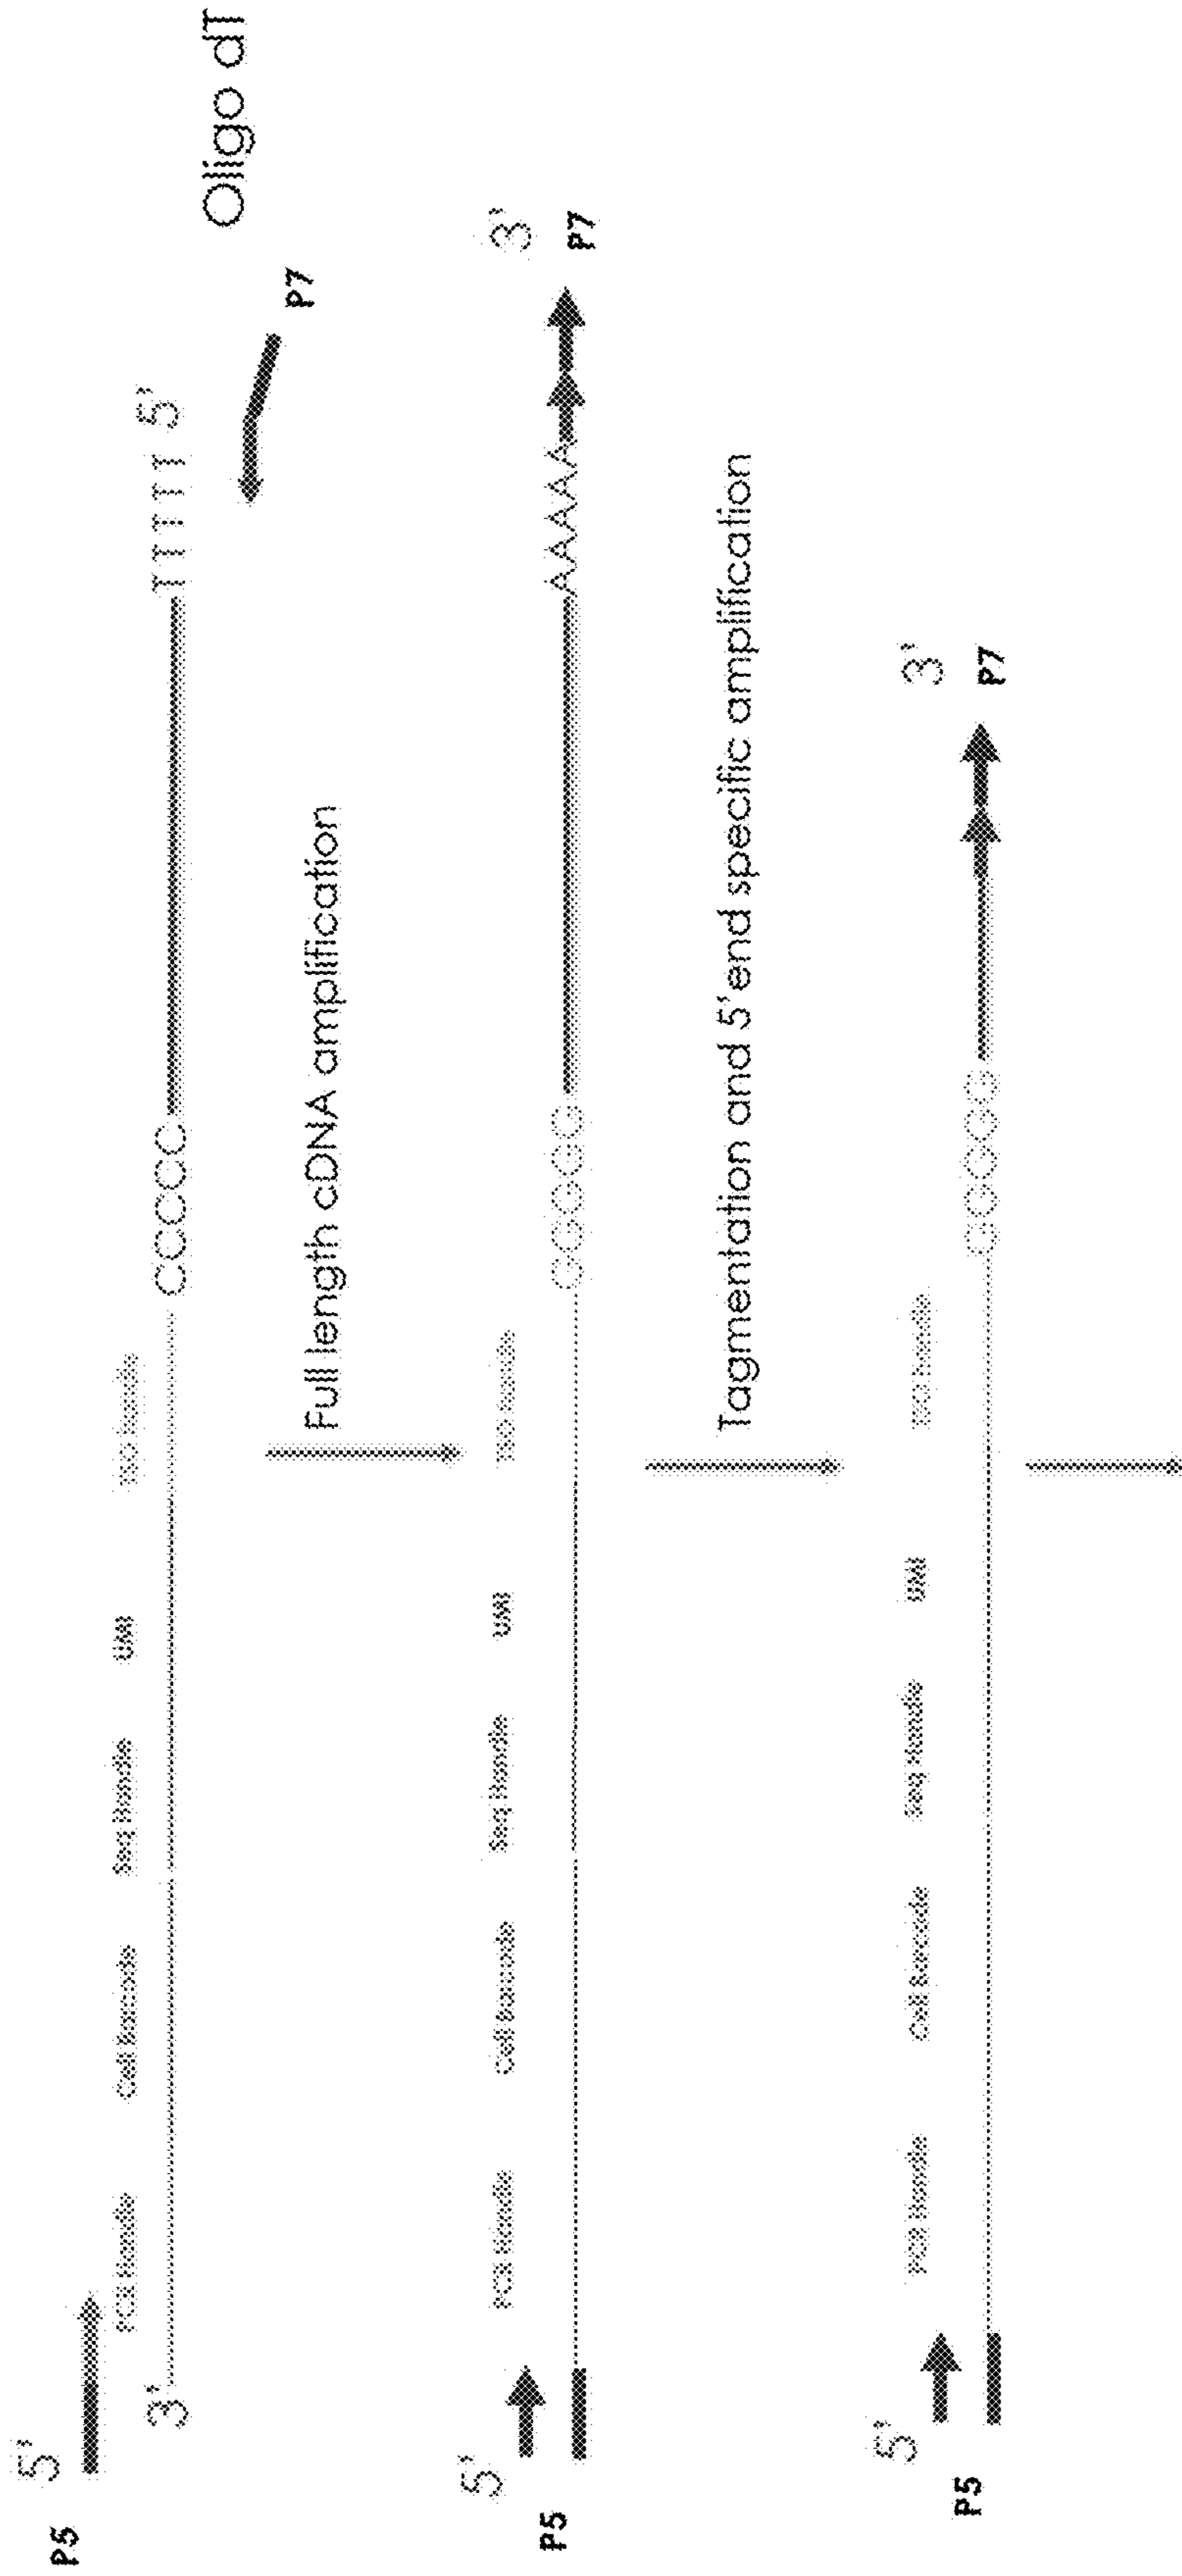 P5
5'
PCR Handle
Cell Barcode
Seq Handle
UMI
TSO handle
3'
CCCCC
TTTTT 5'
P7
Oligo dT
Full length cDNA amplification
5'
P5
PCR Handle
Cell Barcode
Seq Handle
UMI
TSO handle
GGGGG
AAAAA
3'
P7
Tagmentation and 5'end specific amplification
5'
P5
PCR Handle
Cell Barcode
Seq Handle
UMI
TSO handle
GGGGG
3'
P7